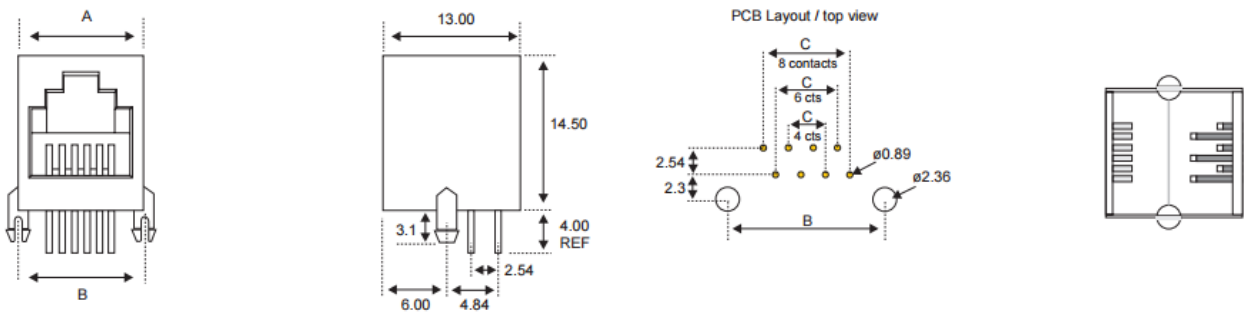 A
B
13.00
14.50
3.1
4.00
REF
2.54
6.00
4.84
PCB Layout / top view
C
8 contacts
C
6 cts
C
4 cts
2.54
2.3
ø0.89
ø2.36
B